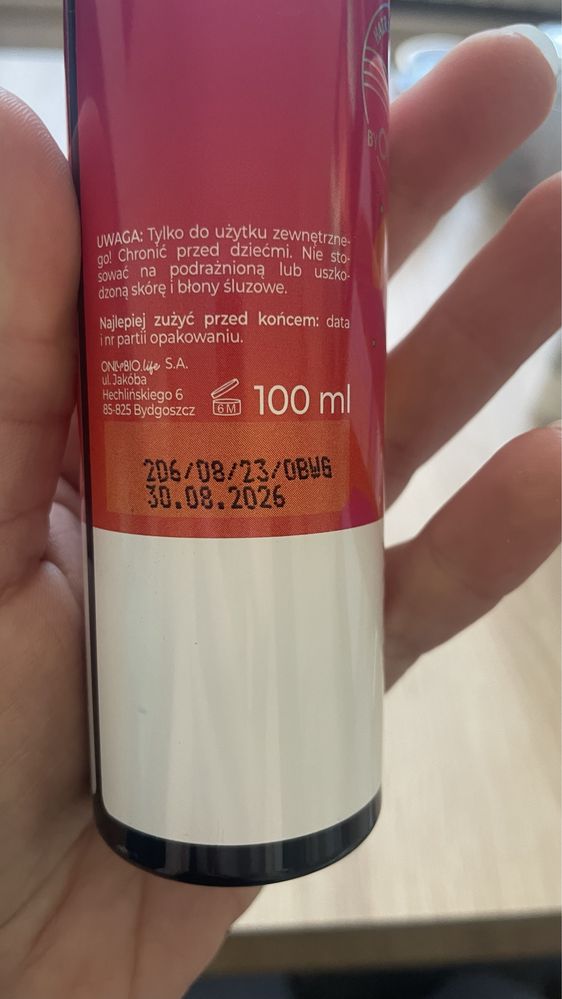 UWAGA: Tylko do użytku zewnętrzne-
go! Chronić przed dziećmi. Nie sto-
sować na podrażnioną lub uszko-
dzoną skórę i błony śluzowe.
Najlepiej zużyć przed końcem: data
i nr partii opakowaniu.
ONLYBIO.life S.A.
ul. Jakóba
Hechlińskiego 6
85-825 Bydgoszcz
6M
100 ml
206/08/23/OBWG
30.08.2026
BY